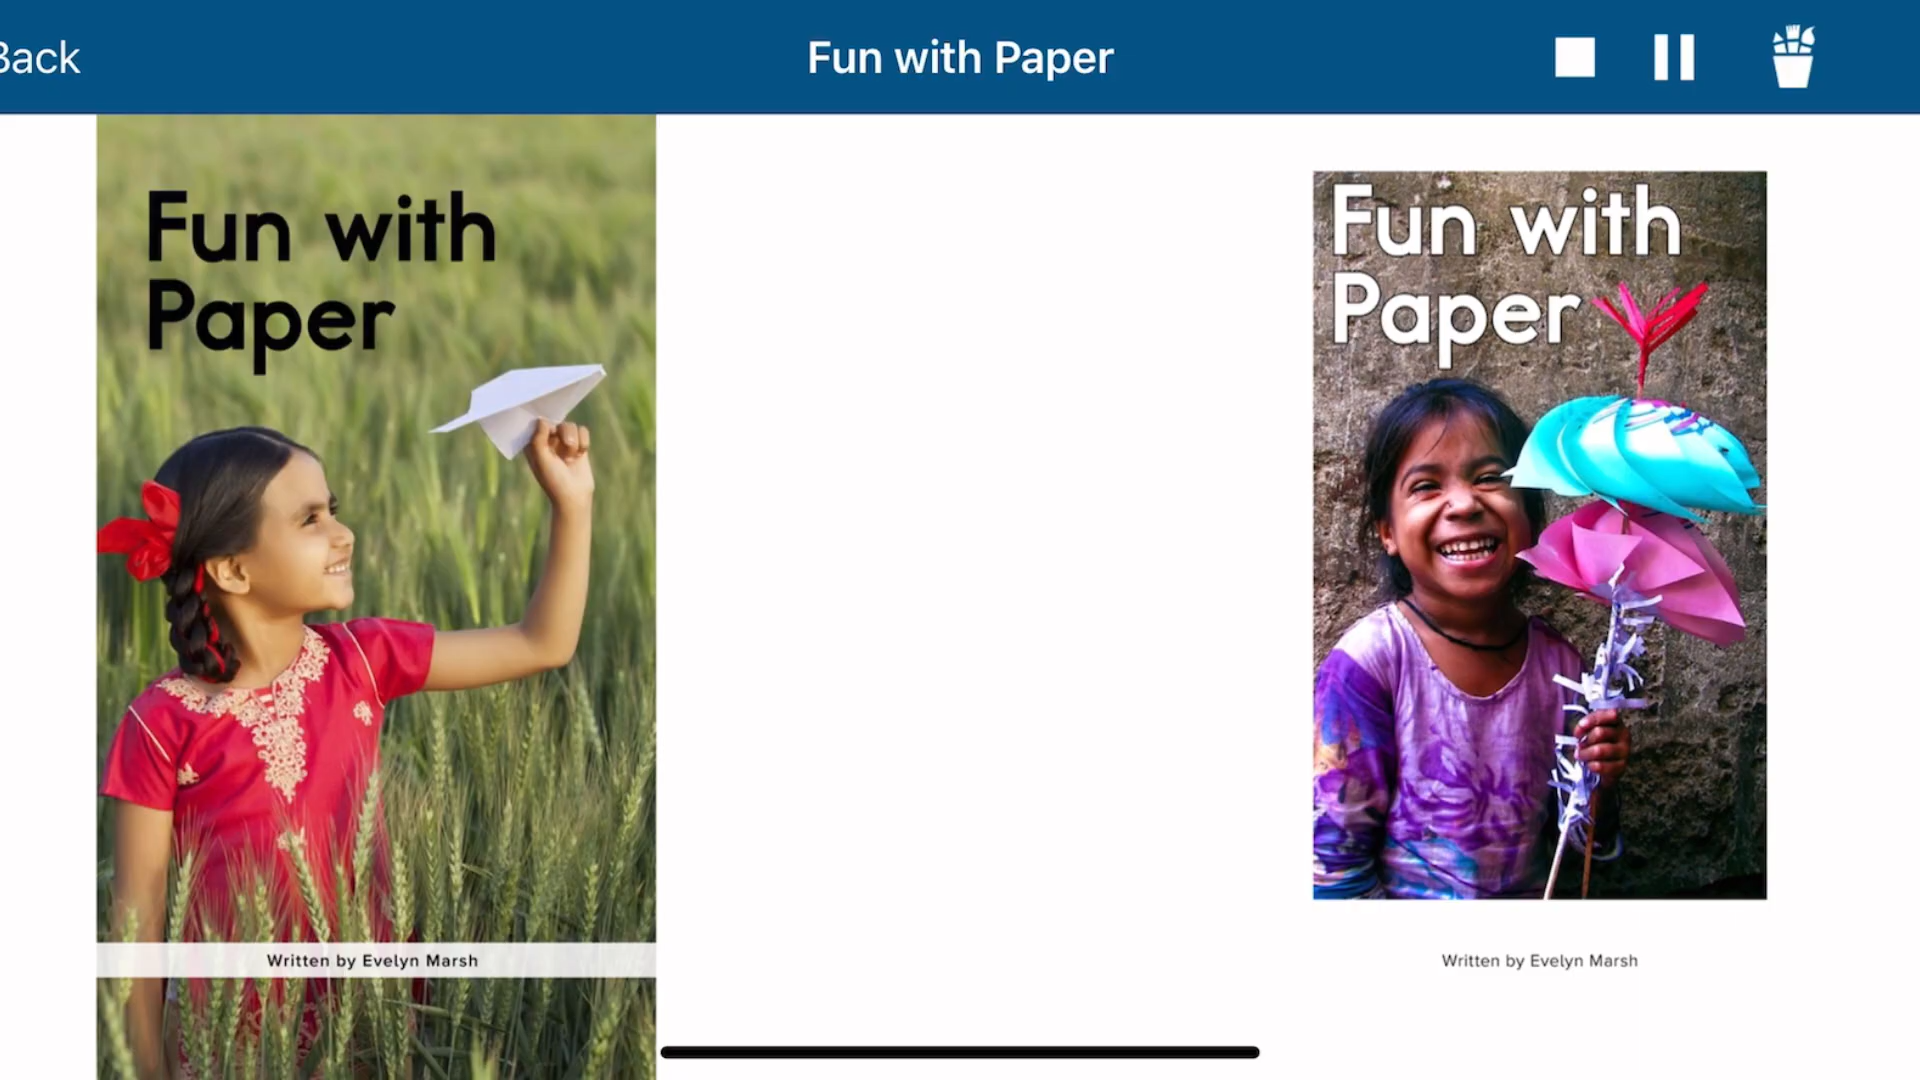 Back
Fun with Paper
Fun with
Paper
Written by Evelyn Marsh
Fun with
Paper
Written by Evelyn Marsh